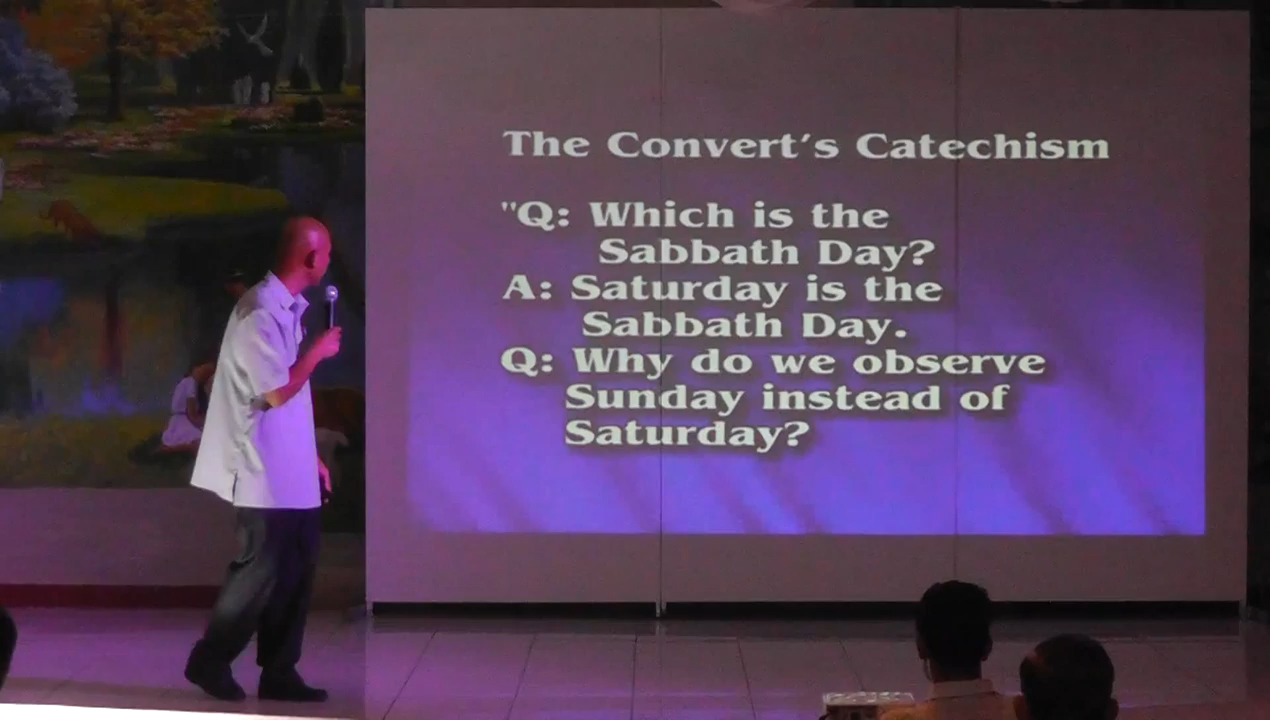 The Convert's Catechism
"Q: Which is the
Sabbath Day?
A: Saturday is the
Sabbath Day.
Q: Why do we observe
Sunday instead of
Saturday?